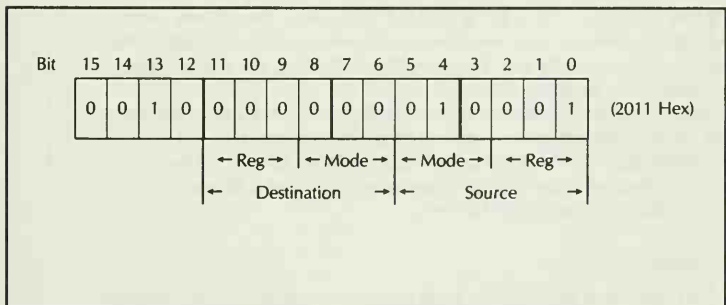 Bit 15 14 13 12 11 10 9 8 7 6 5 4 3 2 1 0
0 0 1 0 0 0 0 0 0 0 0 1 0 0 0 1 (2011 Hex)
←Reg→ ←Mode→ ←Mode→ ←Reg→
← Destination → ← Source →